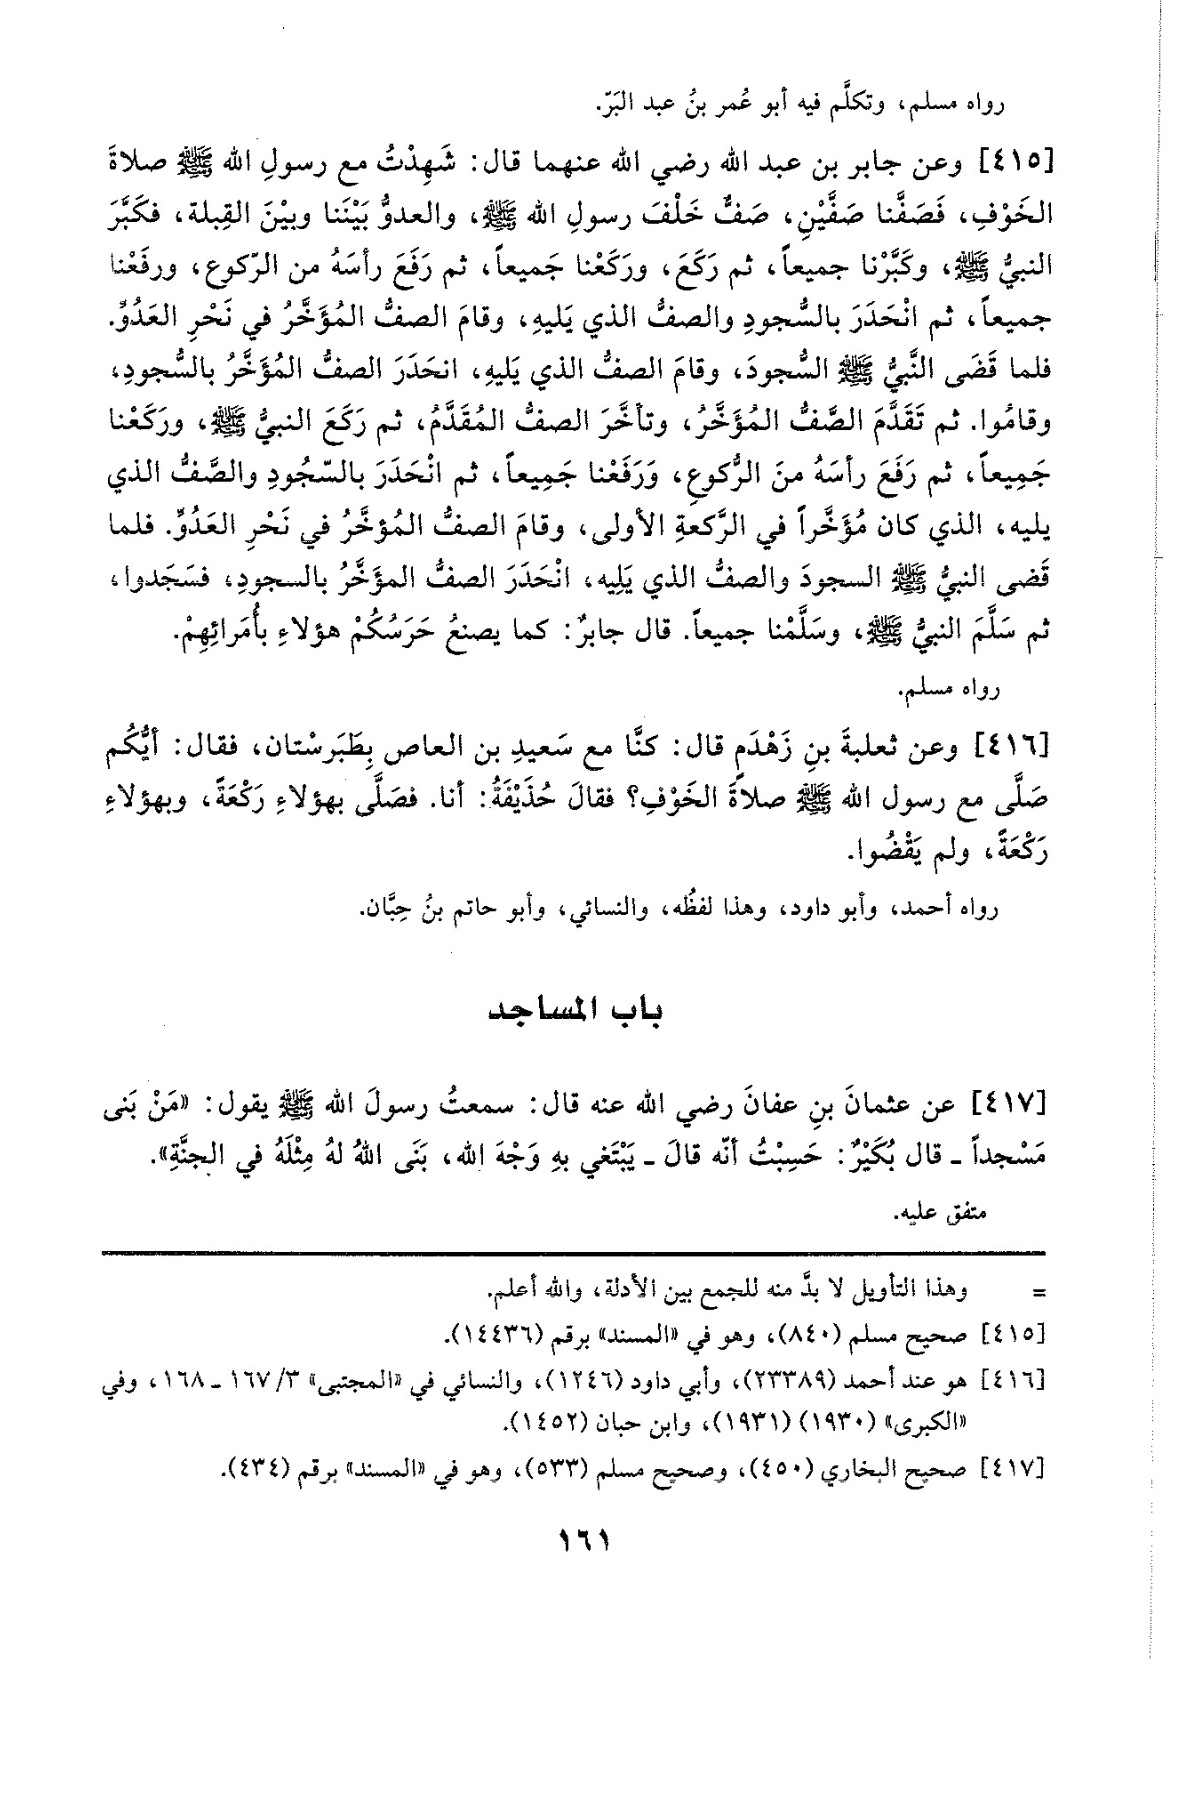 رواه مسلم، وتكلَّم فيه أبو عُمر بنُ عبد البَرّ.
[٤١٥] وعن جابر بن عبد الله رضي الله عنهما قال: شَهِدْتُ مع رسولِ الله ﷺ صلاةَ
الخَوْفِ، فَصَفَّنا صَفَّيْنِ، صَفٌّ خَلْفَ رسولِ الله ﷺ، والعدوُّ بَيْنَنا وبيْنَ القِبلة، فكَبَّرَ
النبيُّ ﷺ، وكَبَّرْنا جميعاً، ثم رَكَعَ، ورَكَعْنا جَميعاً، ثم رَفَعَ رأسَهُ من الرّكوع، ورفَعْنا
جميعاً، ثم انْحَدَرَ بالسُّجودِ والصفُّ الذي يَليهِ، وقامَ الصفُّ المُؤَخَّرُ في نَحْرِ العَدُوِّ.
فلما قَضَى النَّبيُّ ﷺ السُّجودَ، وقامَ الصفُّ الذي يَليهِ، انحَدَرَ الصفُّ المُؤَخَّرُ بالسُّجودِ،
وقامُوا. ثم تَقَدَّمَ الصَّفُّ المُؤَخَّرُ، وتأخَّرَ الصفُّ المُقَدَّمُ، ثم رَكَعَ النبيُّ ﷺ، ورَكَعْنا
جَمِيعاً، ثم رَفَعَ رأسَهُ منَ الرُّكوعِ، وَرَفَعْنا جَمِيعاً، ثم انْحَدَرَ بالسّجُودِ والصَّفُّ الذي
يليه، الذي كان مُؤَخَّراً في الرَّكعةِ الأولى، وقامَ الصفُّ المُؤخَّرُ في نَحْرِ العَدُوِّ. فلما
قَضى النبيُّ ﷺ السجودَ والصفُّ الذي يَلِيه، انْحَدَرَ الصفُّ المؤَخَّرُ بالسجودِ، فسَجَدوا،
ثم سَلَّمَ النبيُّ ﷺ، وسَلَّمْنا جميعاً. قال جابرٌ: كما يصنعُ حَرَسُكُمْ هؤلاءِ بأُمَرائِهِمْ.
رواه مسلم.
[٤١٦] وعن ثعلبةَ بنِ زَهْدَمٍ قال: كنَّا مع سَعيدِ بن العاص بِطَبَرسْتان، فقال: أيُّكُم
صَلَّى مع رسول الله ﷺ صلاةَ الخَوْفِ؟ فقالَ حُذَيْفَةُ: أنا. فصَلَّى بهؤلاءِ رَكْعَةً، وبهؤلاءِ
رَكْعَةً، ولم يَقْضُوا.
رواه أحمد، وأبو داود، وهذا لفظُه، والنسائي، وأبو حاتم بنُ حِبَّان.
باب المساجد
[٤١٧] عن عثمانَ بنِ عفانَ رضي الله عنه قال: سمعتُ رسولَ الله ﷺ يقول: «مَنْ بَنى
مَسْجداً ـ قال بُكَيْرٌ: حَسِبْتُ أنّه قالَ ـ يَبْتَغي بهِ وَجْهَ الله، بَنَى اللهُ لهُ مِثْلَهُ في الجنَّةِ».
متفق عليه.
= وهذا التأويل لا بدَّ منه للجمع بين الأدلة، والله أعلم.
[٤١٥] صحيح مسلم (٨٤٠)، وهو في «المسند» برقم (١٤٤٣٦).
[٤١٦] هو عند أحمد (٢٣٣٨٩)، وأبي داود (١٢٤٦)، والنسائي في «المجتبى» ٣/ ١٦٧ ـ ١٦٨، وفي
«الكبرى» (١٩٣٠) (١٩٣١)، وابن حبان (١٤٥٢).
[٤١٧] صحيح البخاري (٤٥٠)، وصحيح مسلم (٥٣٣)، وهو في «المسند» برقم (٤٣٤).
١٦١